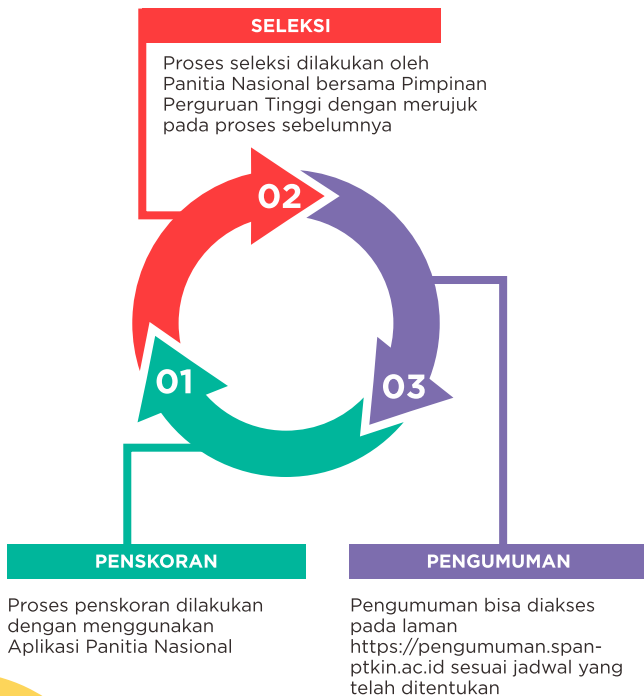 SELEKSI
Proses seleksi dilakukan oleh
Panitia Nasional bersama Pimpinan
Perguruan Tinggi dengan merujuk
pada proses sebelumnya
02
01
03
PENSKORAN
Proses penskoran dilakukan
dengan menggunakan
Aplikasi Panitia Nasional
PENGUMUMAN
Pengumuman bisa diakses
pada laman
https://pengumuman.span-
ptkin.ac.id sesuai jadwal yang
telah ditentukan